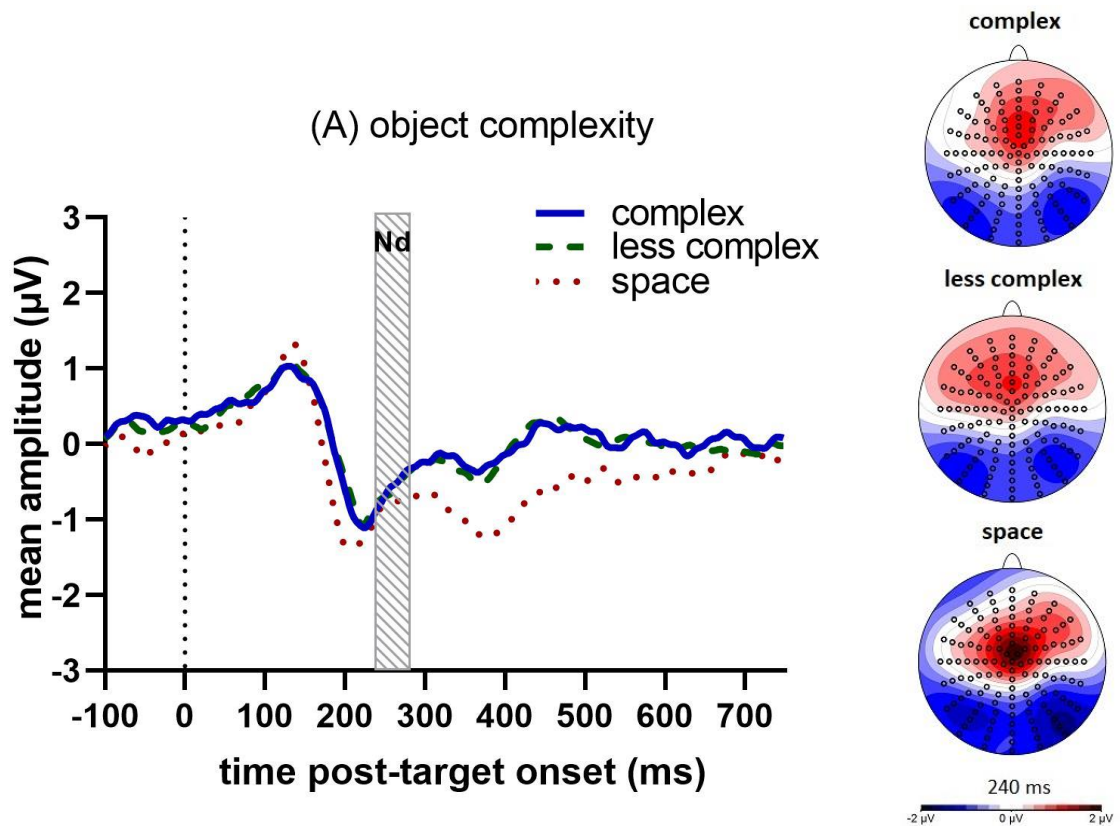 (A) object complexity
complex
less complex
space
Nd
mean amplitude (µV)
3
2
1
0
-1
-2
-3
-100 0 100 200 300 400 500 600 700
time post-target onset (ms)
complex
less complex
space
240 ms
-2 µV 0 µV 2 µV